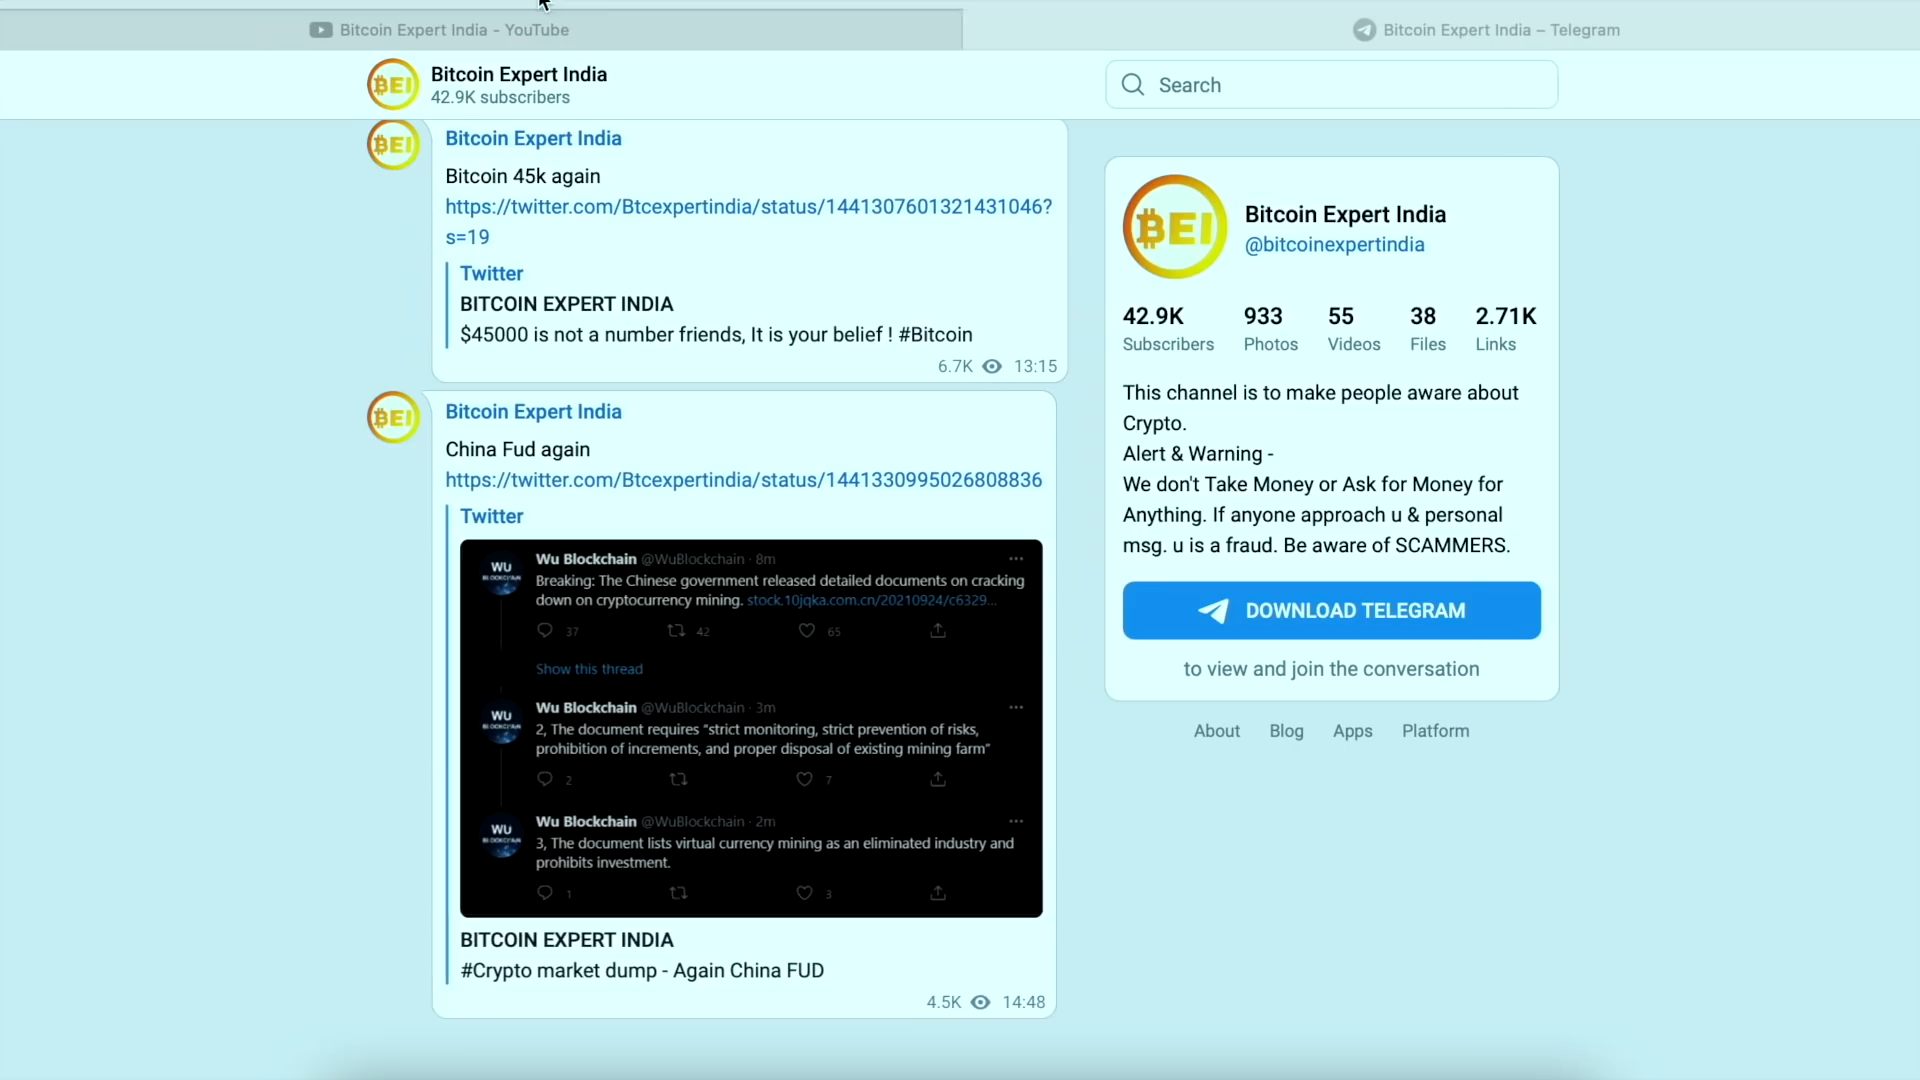 Bitcoin Expert India - YouTube
Bitcoin Expert India – Telegram
BEI
Bitcoin Expert India
42.9K subscribers
Search
BEI
Bitcoin Expert India
Bitcoin 45k again
https://twitter.com/Btcexpertindia/status/1441307601321431046?
s=19
Twitter
BITCOIN EXPERT INDIA
$45000 is not a number friends, It is your belief ! #Bitcoin
6.7K 13:15
BEI
Bitcoin Expert India
China Fud again
https://twitter.com/Btcexpertindia/status/1441330995026808836
Twitter
WU
BLOCKCHAIN
Wu Blockchain @WuBlockchain · 8m
Breaking: The Chinese government released detailed documents on cracking
down on cryptocurrency mining. stock.10jqka.com.cn/20210924/c6329...
37 42 65
Show this thread
WU
BLOCKCHAIN
Wu Blockchain @WuBlockchain · 3m
2, The document requires “strict monitoring, strict prevention of risks,
prohibition of increments, and proper disposal of existing mining farm”
2 7
WU
BLOCKCHAIN
Wu Blockchain @WuBlockchain · 2m
3, The document lists virtual currency mining as an eliminated industry and
prohibits investment.
1 3
BITCOIN EXPERT INDIA
#Crypto market dump - Again China FUD
4.5K 14:48
BEI
Bitcoin Expert India
@bitcoinexpertindia
42.9K 933 55 38 2.71K
Subscribers Photos Videos Files Links
This channel is to make people aware about
Crypto.
Alert & Warning -
We don't Take Money or Ask for Money for
Anything. If anyone approach u & personal
msg. u is a fraud. Be aware of SCAMMERS.
DOWNLOAD TELEGRAM
to view and join the conversation
About Blog Apps Platform